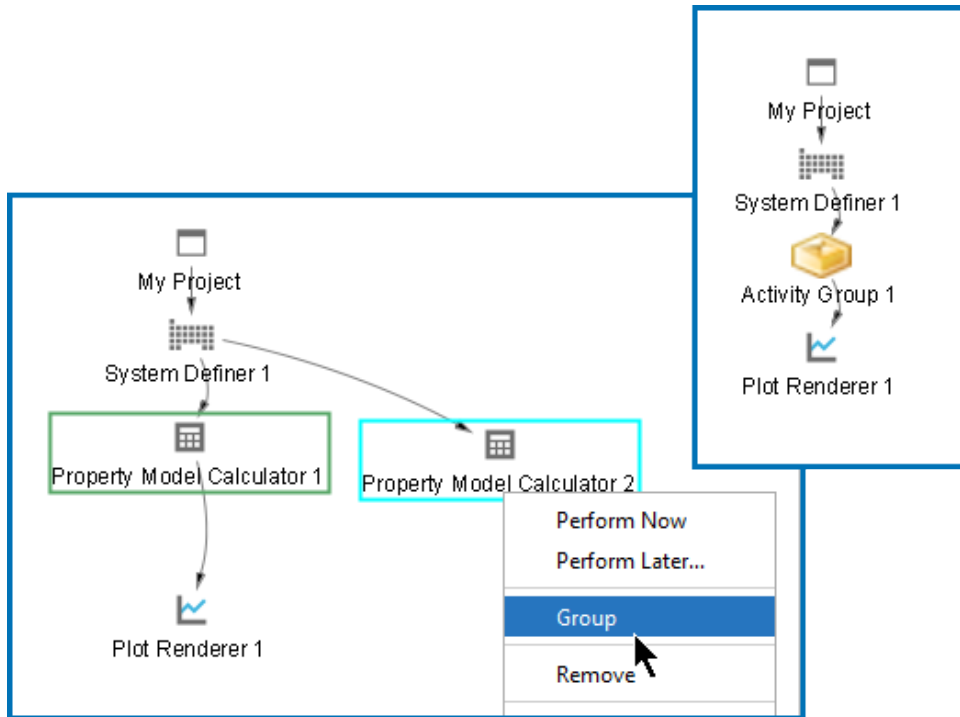 My Project
System Definer 1
Activity Group 1
Plot Renderer 1
My Project
System Definer 1
Property Model Calculator 1
Property Model Calculator 2
Plot Renderer 1
Perform Now
Perform Later...
Group
Remove